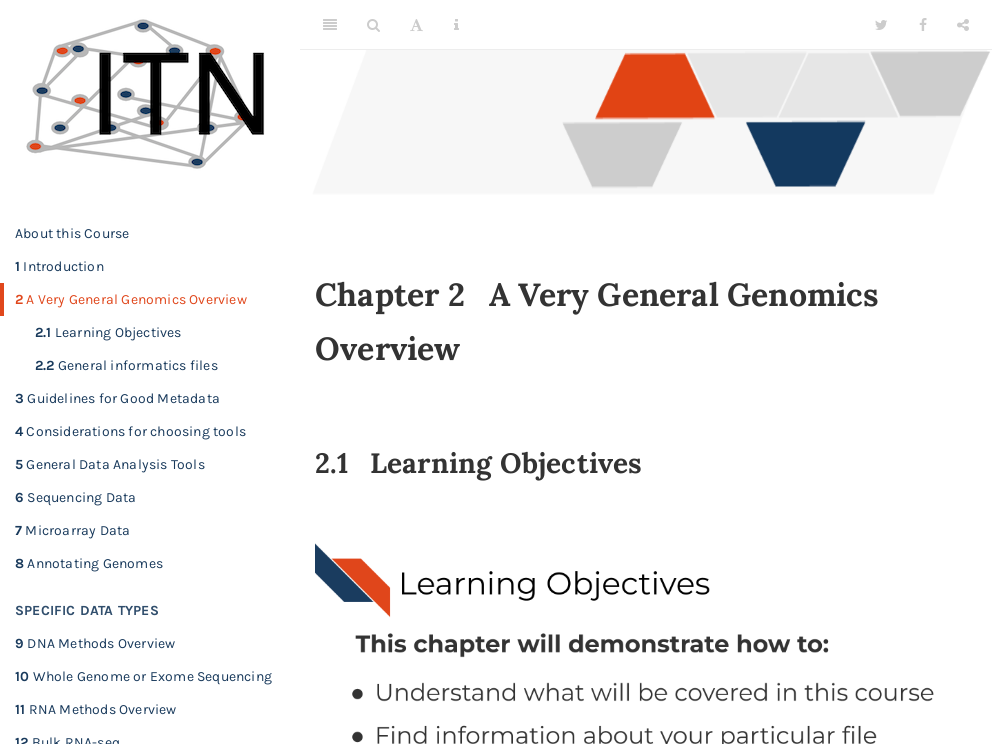 ITN
About this Course
1 Introduction
2 A Very General Genomics Overview
2.1 Learning Objectives
2.2 General informatics files
3 Guidelines for Good Metadata
4 Considerations for choosing tools
5 General Data Analysis Tools
6 Sequencing Data
7 Microarray Data
8 Annotating Genomes
SPECIFIC DATA TYPES
9 DNA Methods Overview
10 Whole Genome or Exome Sequencing
11 RNA Methods Overview
12 Bulk RNA-seq
A
Chapter 2 A Very General Genomics
Overview
2.1 Learning Objectives
Learning Objectives
This chapter will demonstrate how to:
● Understand what will be covered in this course
● Find information about your particular file